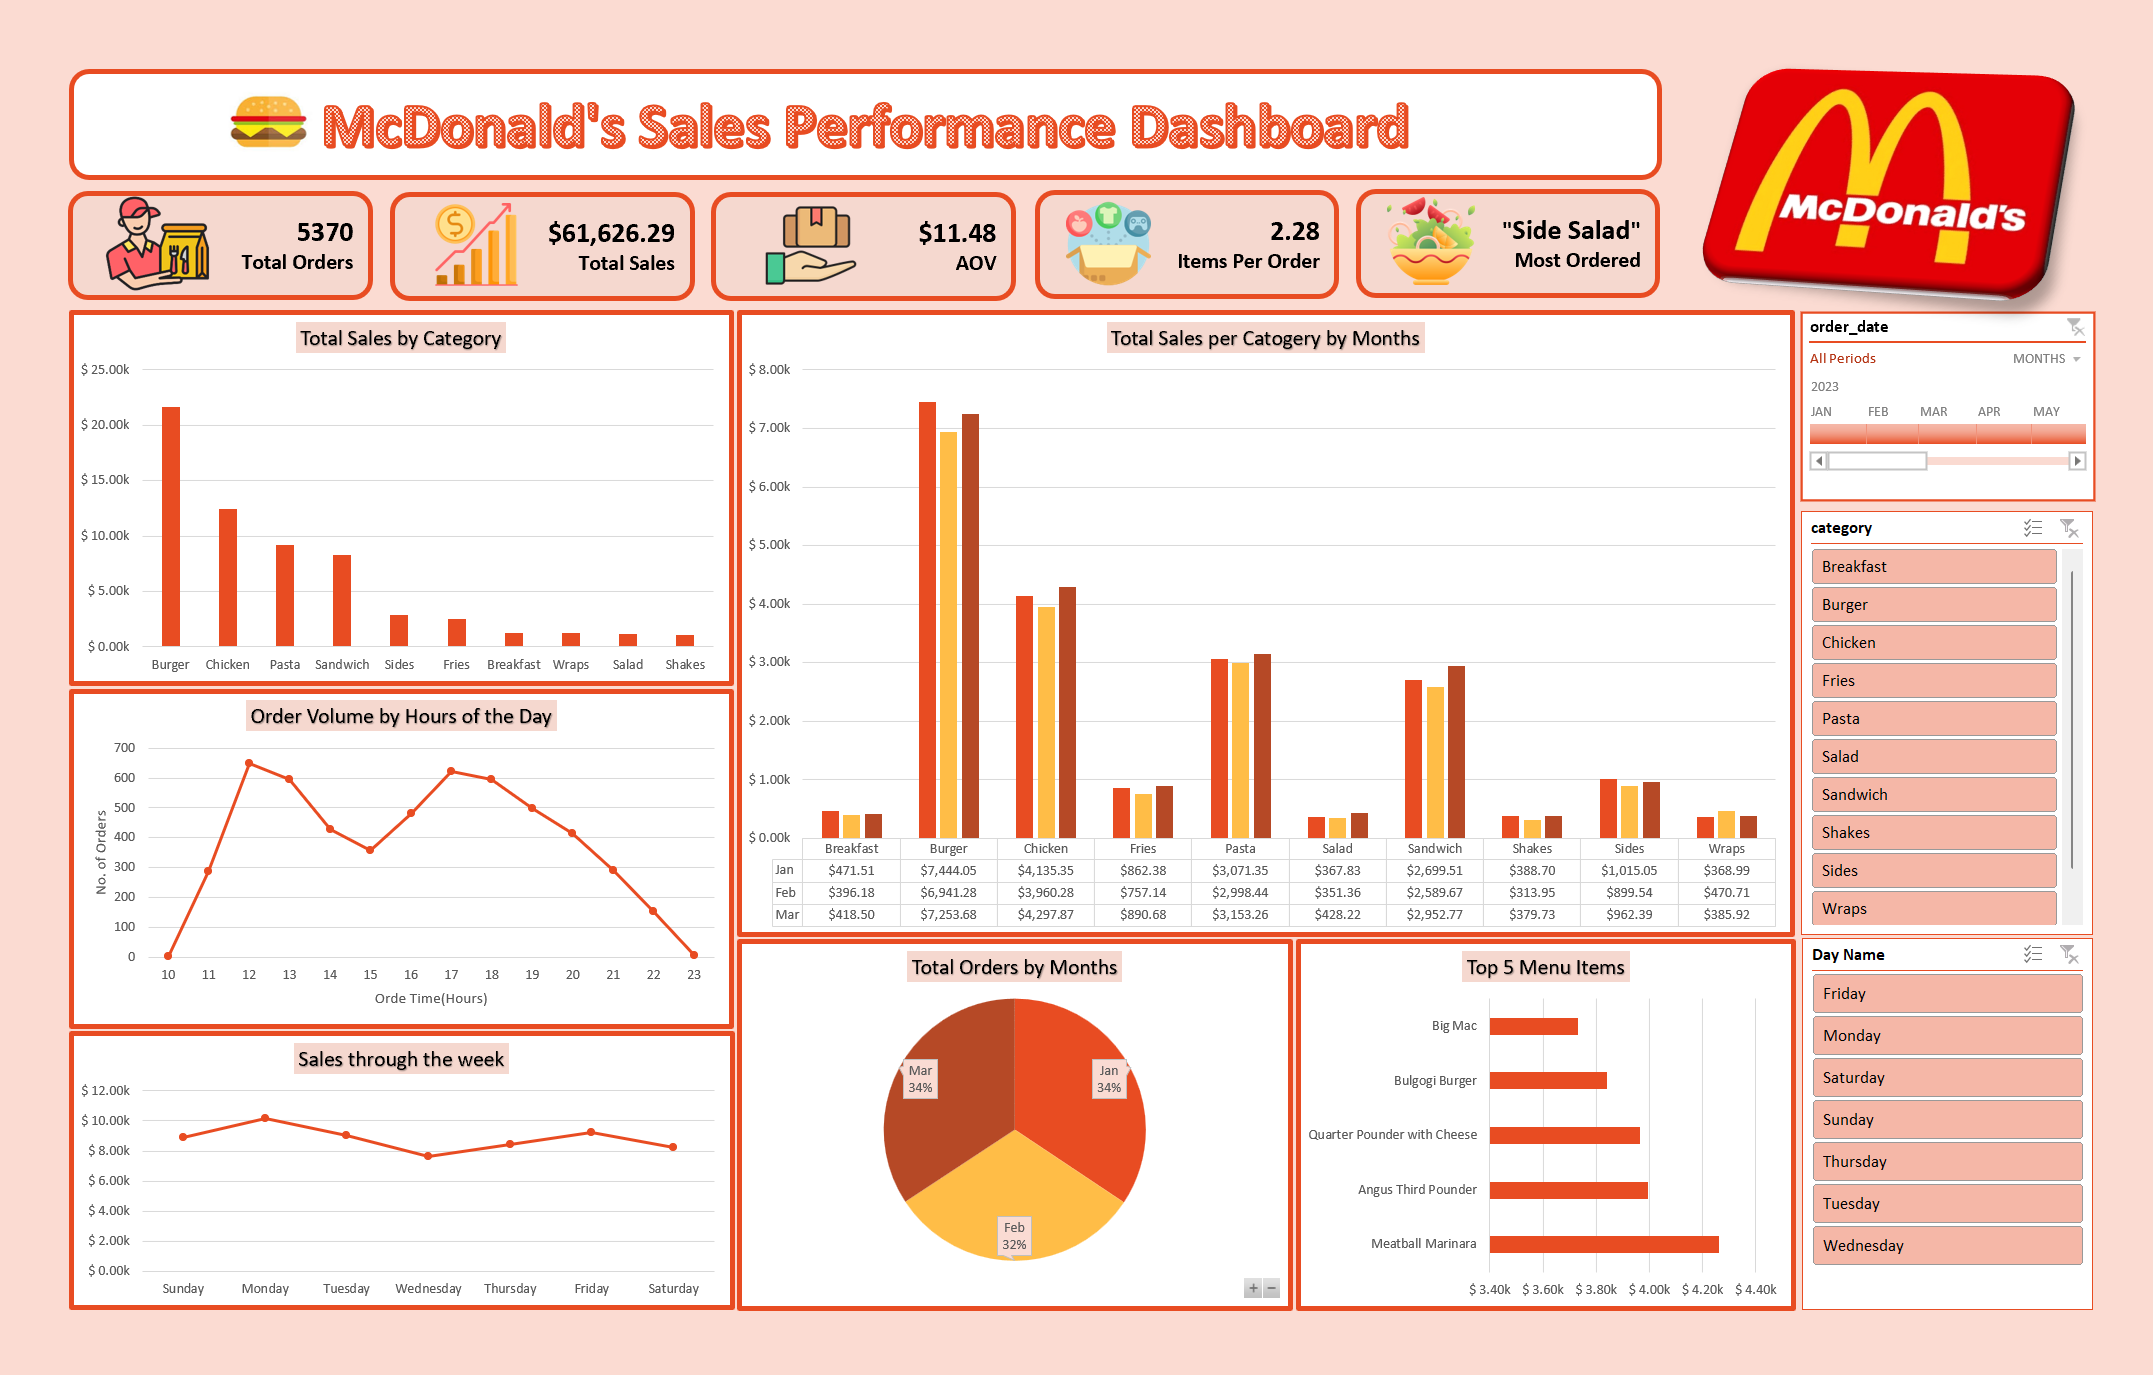 McDonald's Sales Performance Dashboard
McDonald's
5370
Total Orders
$61,626.29
Total Sales
$11.48
AOV
2.28
Items Per Order
"Side Salad"
Most Ordered
Total Sales by Category
$ 25.00k
$ 20.00k
$ 15.00k
$ 10.00k
$ 5.00k
$ 0.00k
Burger Chicken Pasta Sandwich Sides Fries Breakfast Wraps Salad Shakes
Order Volume by Hours of the Day
No. of Orders
700
600
500
400
300
200
100
0
10 11 12 13 14 15 16 17 18 19 20 21 22 23
Orde Time(Hours)
Sales through the week
$ 12.00k
$ 10.00k
$ 8.00k
$ 6.00k
$ 4.00k
$ 2.00k
$ 0.00k
Sunday Monday Tuesday Wednesday Thursday Friday Saturday
Total Sales per Catogery by Months
$ 8.00k
$ 7.00k
$ 6.00k
$ 5.00k
$ 4.00k
$ 3.00k
$ 2.00k
$ 1.00k
$ 0.00k
Breakfast Burger Chicken Fries Pasta Salad Sandwich Shakes Sides Wraps
Jan $471.51 $7,444.05 $4,135.35 $862.38 $3,071.35 $367.83 $2,699.51 $388.70 $1,015.05 $368.99
Feb $396.18 $6,941.28 $3,960.28 $757.14 $2,998.44 $351.36 $2,589.67 $313.95 $899.54 $470.71
Mar $418.50 $7,253.68 $4,297.87 $890.68 $3,153.26 $428.22 $2,952.77 $379.73 $962.39 $385.92
Total Orders by Months
Mar
34%
Jan
34%
Feb
32%
+ −
Top 5 Menu Items
Big Mac
Bulgogi Burger
Quarter Pounder with Cheese
Angus Third Pounder
Meatball Marinara
$ 3.40k $ 3.60k $ 3.80k $ 4.00k $ 4.20k $ 4.40k
order_date
All Periods MONTHS
2023
JAN FEB MAR APR MAY
category
Breakfast
Burger
Chicken
Fries
Pasta
Salad
Sandwich
Shakes
Sides
Wraps
Day Name
Friday
Monday
Saturday
Sunday
Thursday
Tuesday
Wednesday